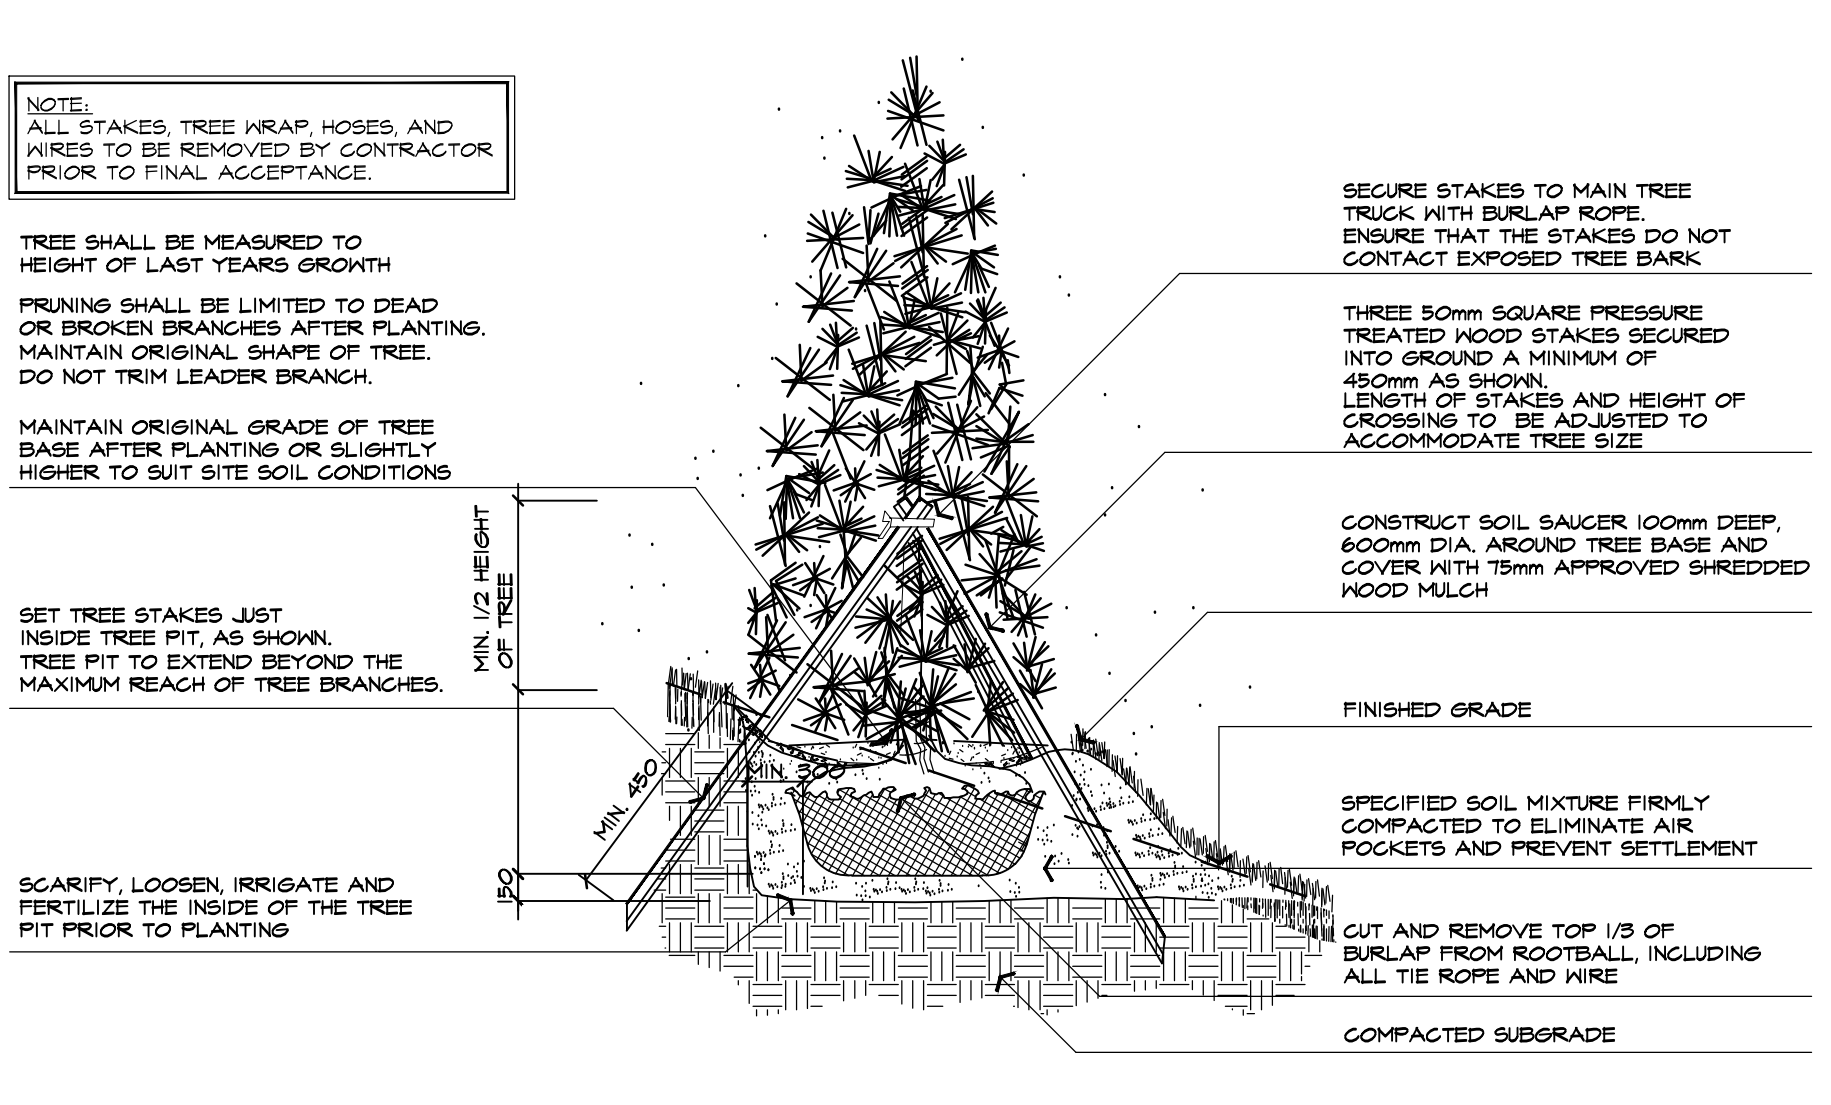 NOTE:
ALL STAKES, TREE WRAP, HOSES, AND
WIRES TO BE REMOVED BY CONTRACTOR
PRIOR TO FINAL ACCEPTANCE.
TREE SHALL BE MEASURED TO
HEIGHT OF LAST YEARS GROWTH
PRUNING SHALL BE LIMITED TO DEAD
OR BROKEN BRANCHES AFTER PLANTING.
MAINTAIN ORIGINAL SHAPE OF TREE.
DO NOT TRIM LEADER BRANCH.
MAINTAIN ORIGINAL GRADE OF TREE
BASE AFTER PLANTING OR SLIGHTLY
HIGHER TO SUIT SITE SOIL CONDITIONS
SET TREE STAKES JUST
INSIDE TREE PIT, AS SHOWN.
TREE PIT TO EXTEND BEYOND THE
MAXIMUM REACH OF TREE BRANCHES.
SCARIFY, LOOSEN, IRRIGATE AND
FERTILIZE THE INSIDE OF THE TREE
PIT PRIOR TO PLANTING
MIN. 1/2 HEIGHT
OF TREE
MIN. 450
MIN. 300
150
SECURE STAKES TO MAIN TREE
TRUCK WITH BURLAP ROPE.
ENSURE THAT THE STAKES DO NOT
CONTACT EXPOSED TREE BARK
THREE 50mm SQUARE PRESSURE
TREATED WOOD STAKES SECURED
INTO GROUND A MINIMUM OF
450mm AS SHOWN.
LENGTH OF STAKES AND HEIGHT OF
CROSSING TO BE ADJUSTED TO
ACCOMMODATE TREE SIZE
CONSTRUCT SOIL SAUCER 100mm DEEP,
600mm DIA. AROUND TREE BASE AND
COVER WITH 75mm APPROVED SHREDDED
WOOD MULCH
FINISHED GRADE
SPECIFIED SOIL MIXTURE FIRMLY
COMPACTED TO ELIMINATE AIR
POCKETS AND PREVENT SETTLEMENT
CUT AND REMOVE TOP 1/3 OF
BURLAP FROM ROOTBALL, INCLUDING
ALL TIE ROPE AND WIRE
COMPACTED SUBGRADE